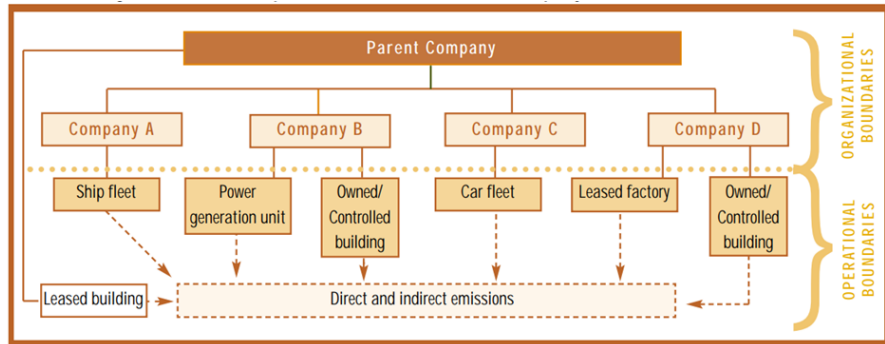 Parent Company
Company A
Company B
Company C
Company D
Ship fleet
Power
generation unit
Owned/
Controlled
building
Car fleet
Leased factory
Owned/
Controlled
building
Leased building
Direct and indirect emissions
ORGANIZATIONAL
BOUNDARIES
OPERATIONAL
BOUNDARIES